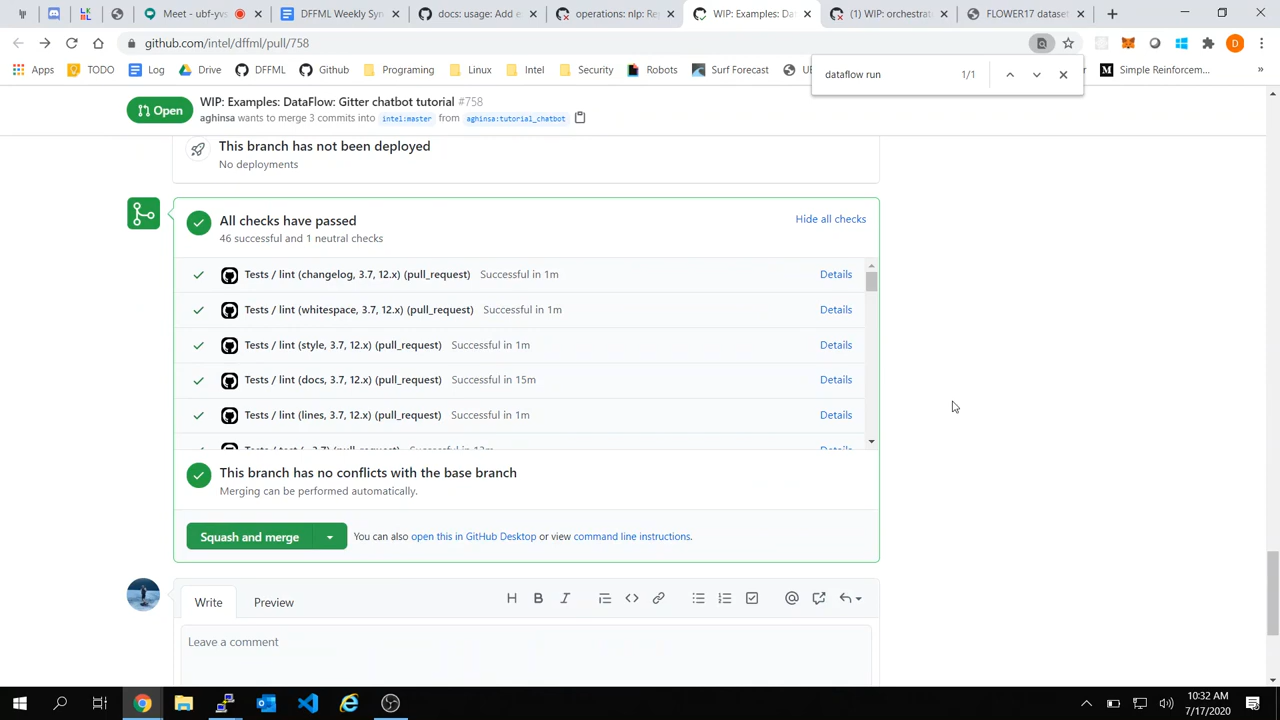 Meet - ubf-yvs
DFFML Weekly Syn
docs: usage: Add e
operations: nlp: Re
WIP: Examples: Da
(1) WIP: orchestrat
FLOWER17 dataset
github.com/intel/dffml/pull/758
Apps
TODO
Log
Drive
DFFML
Github
Programing
Linux
Intel
Security
Robots
Surf Forecast
Simple Reinforcem...
dataflow run
1/1
Open
WIP: Examples: DataFlow: Gitter chatbot tutorial #758
aghinsa wants to merge 3 commits into intel:master from aghinsa:tutorial_chatbot
This branch has not been deployed
No deployments
All checks have passed
Hide all checks
46 successful and 1 neutral checks
Tests / lint (changelog, 3.7, 12.x) (pull_request) Successful in 1m Details
Tests / lint (whitespace, 3.7, 12.x) (pull_request) Successful in 1m Details
Tests / lint (style, 3.7, 12.x) (pull_request) Successful in 1m Details
Tests / lint (docs, 3.7, 12.x) (pull_request) Successful in 15m Details
Tests / lint (lines, 3.7, 12.x) (pull_request) Successful in 1m Details
This branch has no conflicts with the base branch
Merging can be performed automatically.
Squash and merge
You can also open this in GitHub Desktop or view command line instructions.
Write
Preview
Leave a comment
10:32 AM
7/17/2020